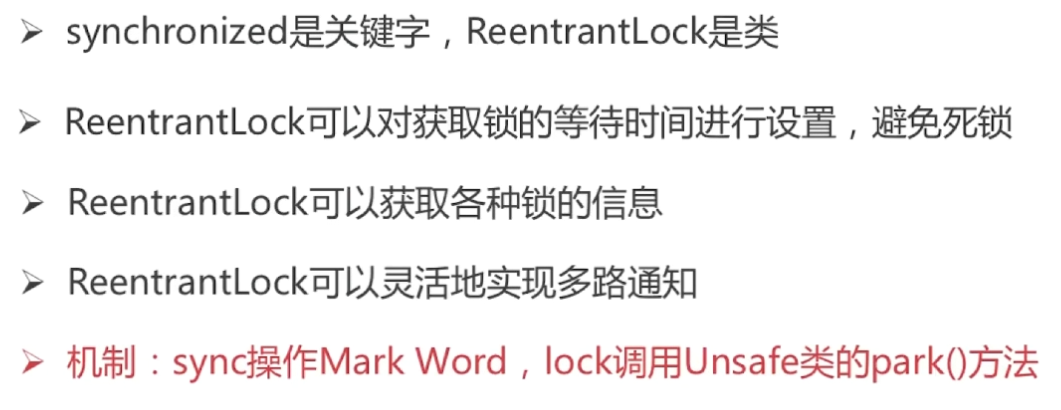 ➢ synchronized是关键字，ReentrantLock是类
➢ ReentrantLock可以对获取锁的等待时间进行设置，避免死锁
➢ ReentrantLock可以获取各种锁的信息
➢ ReentrantLock可以灵活地实现多路通知
➢ 机制：sync操作Mark Word，lock调用Unsafe类的park()方法